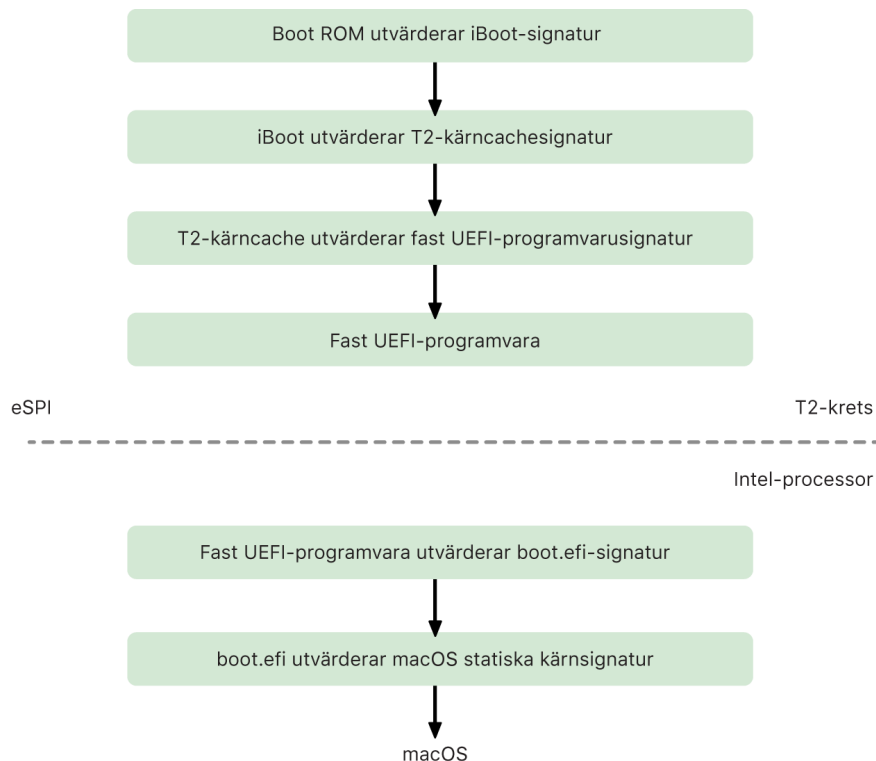 Boot ROM utvärderar iBoot-signatur
iBoot utvärderar T2-kärncachesignatur
T2-kärncache utvärderar fast UEFI-programvarusignatur
Fast UEFI-programvara
eSPI
T2-krets
Intel-processor
Fast UEFI-programvara utvärderar boot.efi-signatur
boot.efi utvärderar macOS statiska kärnsignatur
macOS